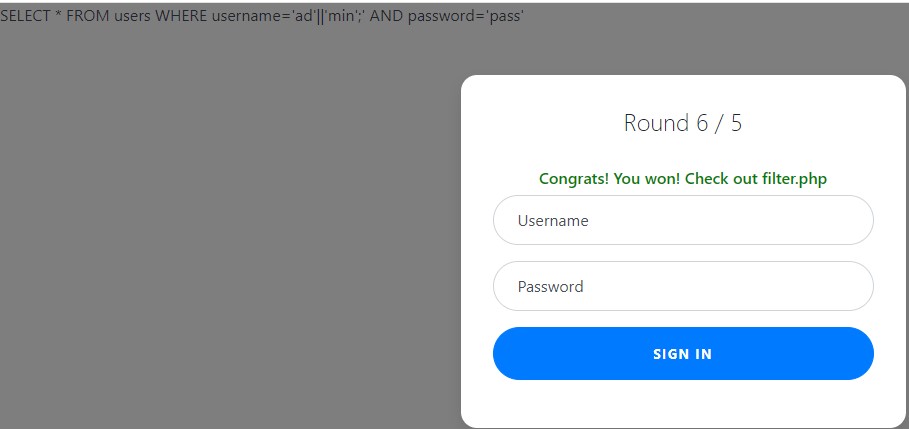 SELECT * FROM users WHERE username='ad'||'min';' AND password='pass'
Round 6 / 5
Congrats! You won! Check out filter.php
Username
Password
SIGN IN